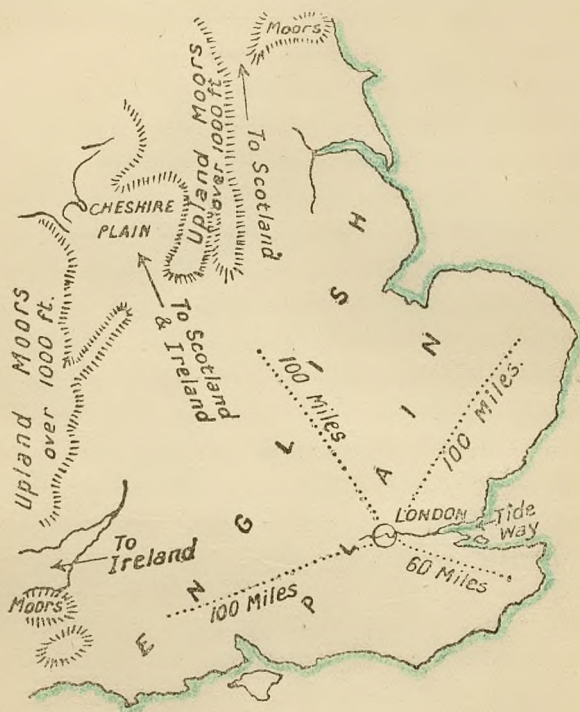 Moors
Upland Moors
over 1000 ft.
To Scotland
CHESHIRE
PLAIN
To Scotland
& Ireland
Upland Moors
over 1000 ft.
ENGLISH
PLAIN
100 Miles
100 Miles.
LONDON
Tide
Way
To
Ireland
60 Miles
100 Miles
Moors